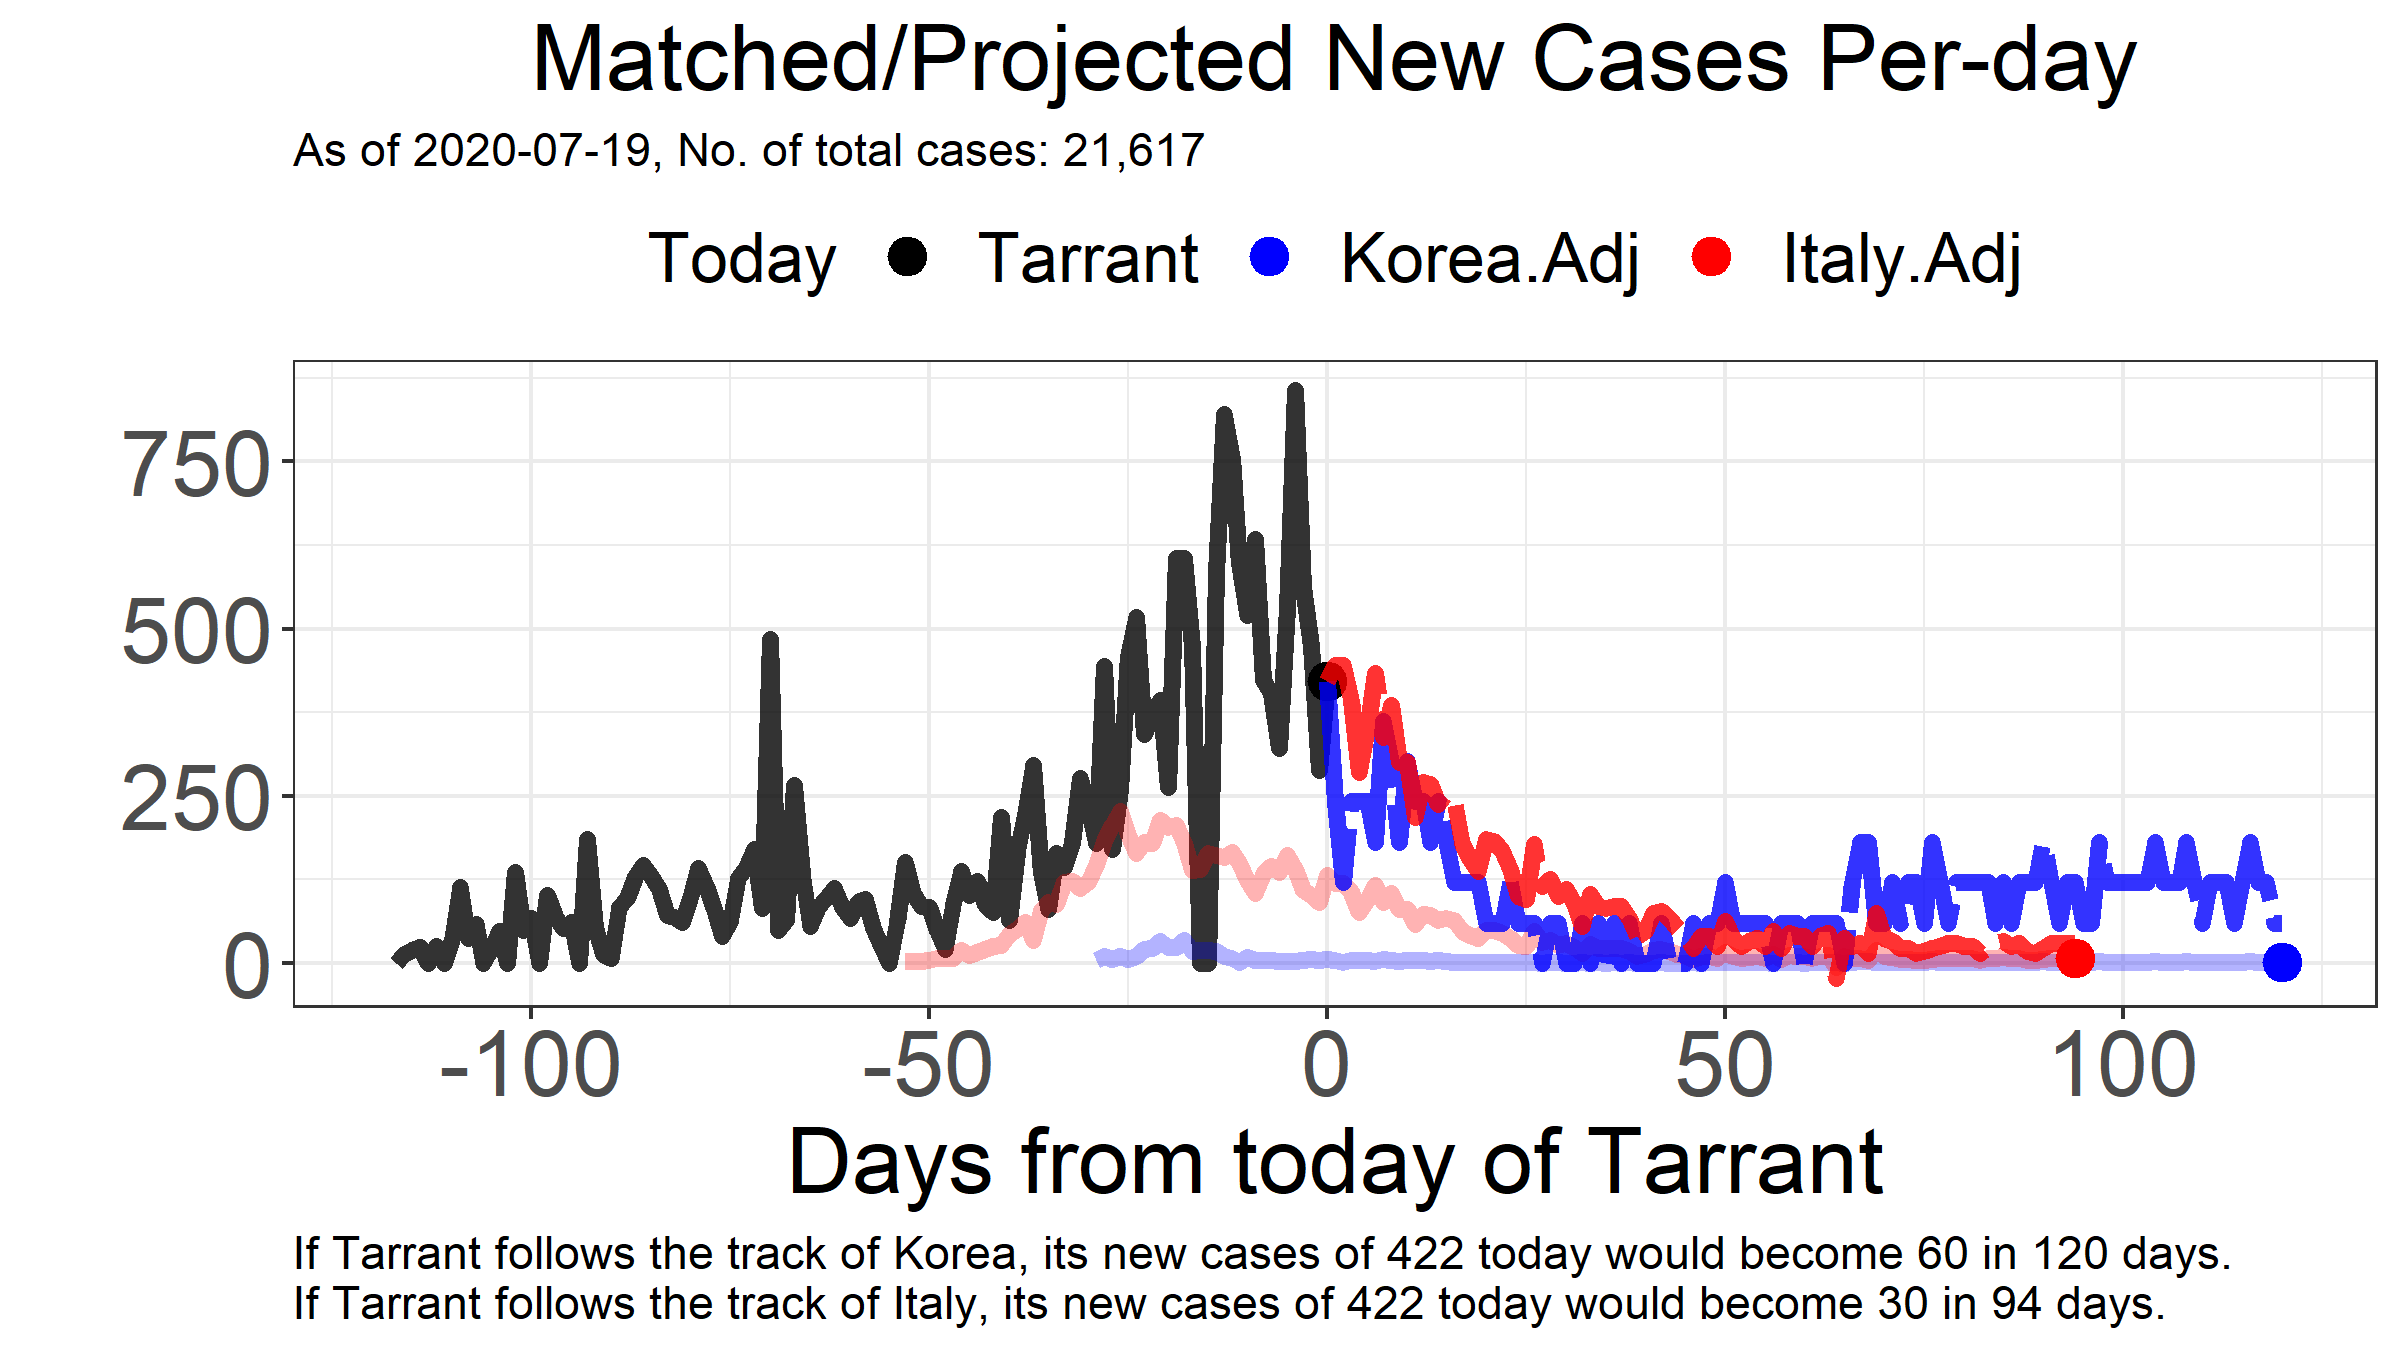 Matched/Projected New Cases Per-day
As of 2020-07-19, No. of total cases: 21,617
Today Tarrant Korea.Adj Italy.Adj
750
500
250
0
-100 -50 0 50 100
Days from today of Tarrant
If Tarrant follows the track of Korea, its new cases of 422 today would become 60 in 120 days.
If Tarrant follows the track of Italy, its new cases of 422 today would become 30 in 94 days.